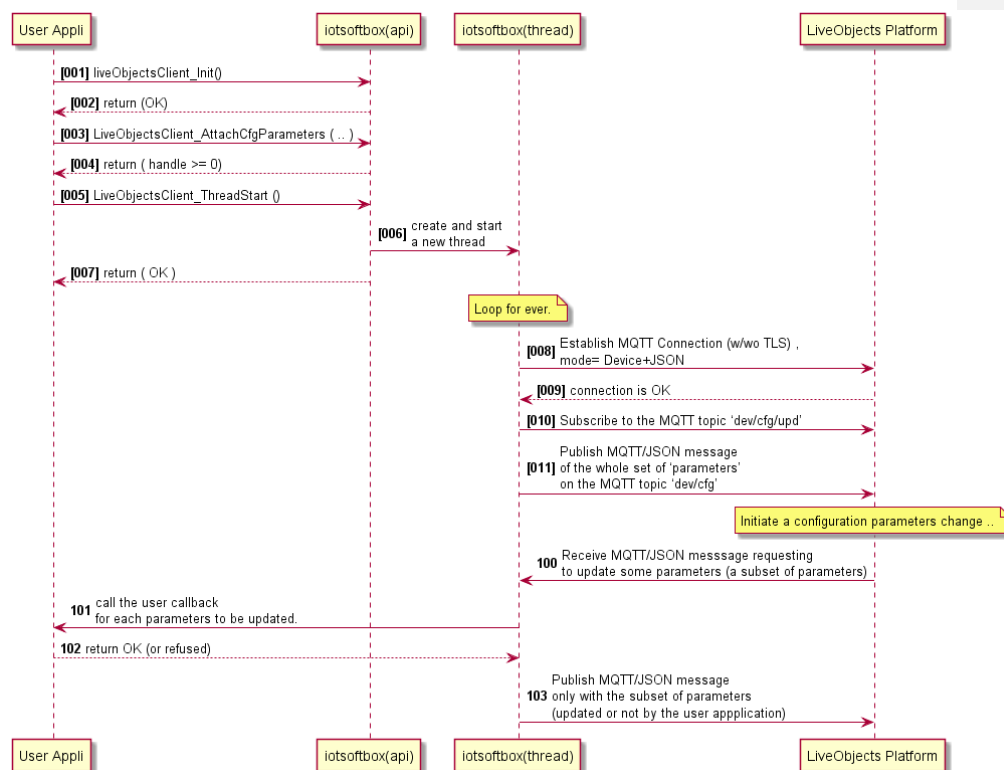 User Appli
iotsoftbox(api)
iotsoftbox(thread)
LiveObjects Platform
[001] liveObjectsClient_Init()
[002] return (OK)
[003] LiveObjectsClient_AttachCfgParameters ( .. )
[004] return ( handle >= 0)
[005] LiveObjectsClient_ThreadStart ()
[006] create and start
a new thread
[007] return ( OK )
Loop for ever.
[008] Establish MQTT Connection (w/wo TLS) ,
mode= Device+JSON
[009] connection is OK
[010] Subscribe to the MQTT topic ‘dev/cfg/upd’
Publish MQTT/JSON message
[011] of the whole set of ‘parameters’
on the MQTT topic ‘dev/cfg’
Initiate a configuration parameters change ..
100 Receive MQTT/JSON messsage requesting
to update some parameters (a subset of parameters)
101 call the user callback
for each parameters to be updated.
102 return OK (or refused)
Publish MQTT/JSON message
103 only with the subset of parameters
(updated or not by the user appplication)
User Appli
iotsoftbox(api)
iotsoftbox(thread)
LiveObjects Platform